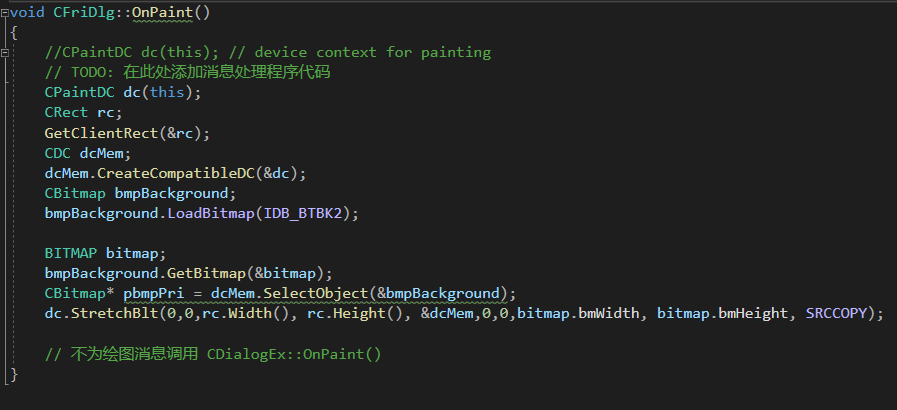 void CFriDlg::OnPaint()
{
//CPaintDC dc(this); // device context for painting
// TODO: 在此处添加消息处理程序代码
CPaintDC dc(this);
CRect rc;
GetClientRect(&rc);
CDC dcMem;
dcMem.CreateCompatibleDC(&dc);
CBitmap bmpBackground;
bmpBackground.LoadBitmap(IDB_BTBK2);
BITMAP bitmap;
bmpBackground.GetBitmap(&bitmap);
CBitmap* pbmpPri = dcMem.SelectObject(&bmpBackground);
dc.StretchBlt(0,0,rc.Width(), rc.Height(), &dcMem,0,0,bitmap.bmWidth, bitmap.bmHeight, SRCCOPY);
// 不为绘图消息调用 CDialogEx::OnPaint()
}